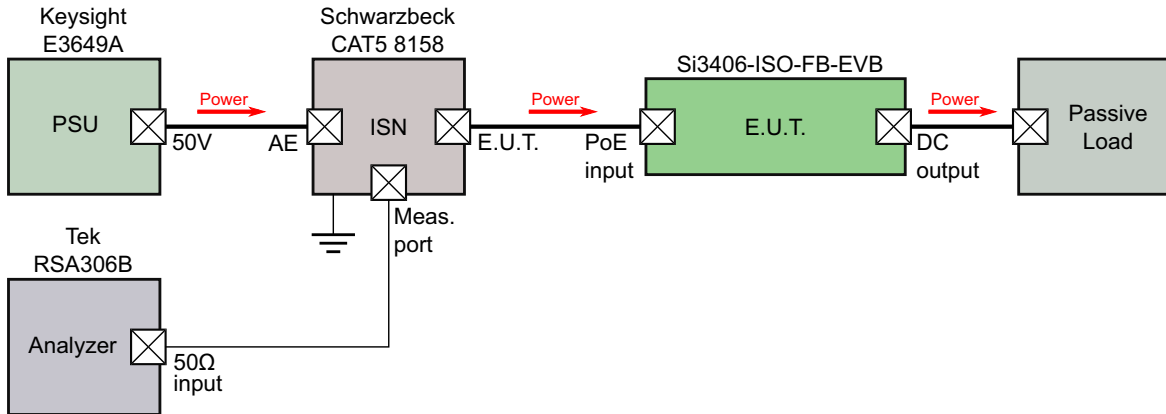 Keysight
E3649A
PSU
50V
Power
Schwarzbeck
CAT5 8158
AE
ISN
E.U.T.
Meas.
port
Power
Si3406-ISO-FB-EVB
PoE
input
E.U.T.
DC
output
Power
Passive
Load
Tek
RSA306B
Analyzer
50Ω
input